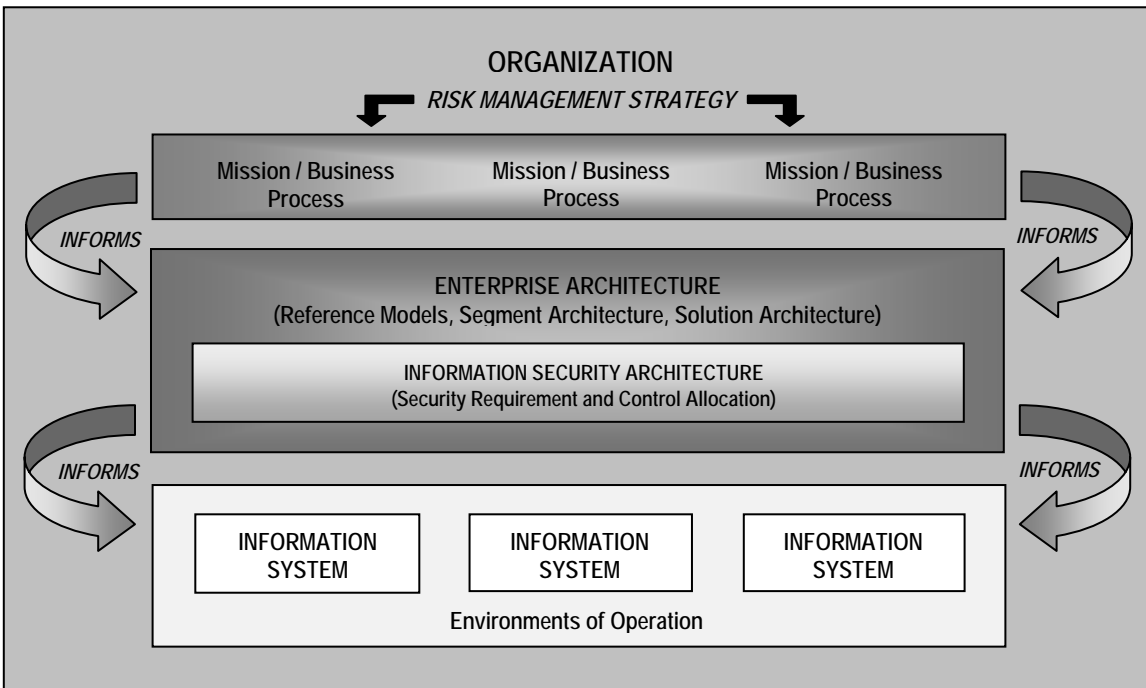 ORGANIZATION
RISK MANAGEMENT STRATEGY
Mission / Business
Process
Mission / Business
Process
Mission / Business
Process
INFORMS
INFORMS
ENTERPRISE ARCHITECTURE
(Reference Models, Segment Architecture, Solution Architecture)
INFORMATION SECURITY ARCHITECTURE
(Security Requirement and Control Allocation)
INFORMS
INFORMS
INFORMATION
SYSTEM
INFORMATION
SYSTEM
INFORMATION
SYSTEM
Environments of Operation